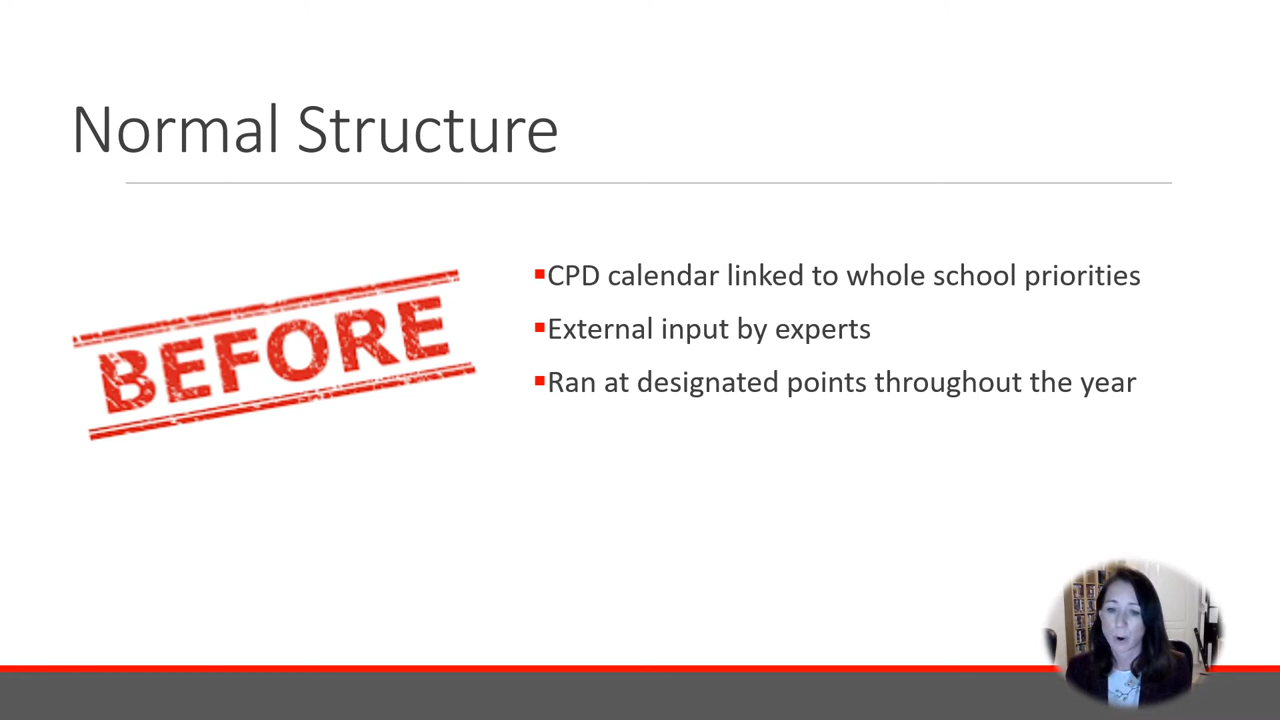 Normal Structure
BEFORE
▪CPD calendar linked to whole school priorities
▪External input by experts
▪Ran at designated points throughout the year